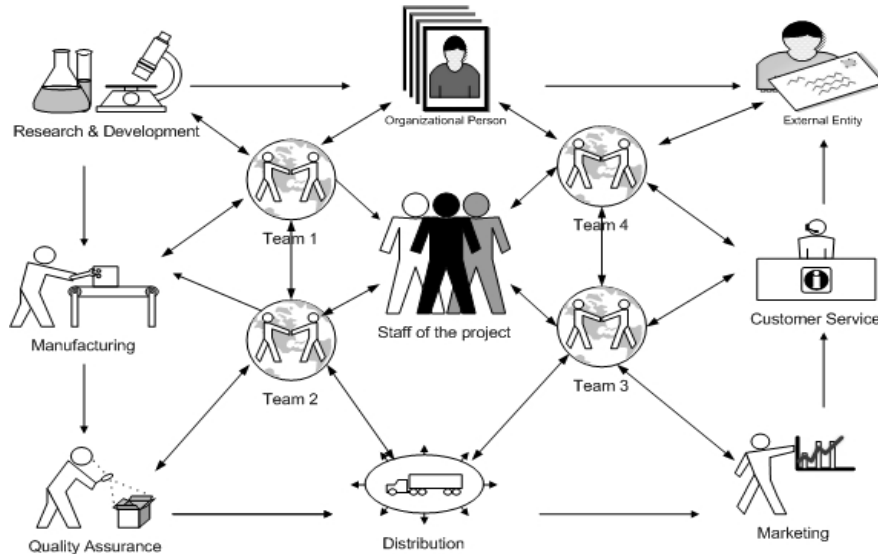 Research & Development
Organizational Person
External Entity
Team 1
Team 4
Manufacturing
Staff of the project
Customer Service
Team 2
Team 3
Quality Assurance
Distribution
Marketing